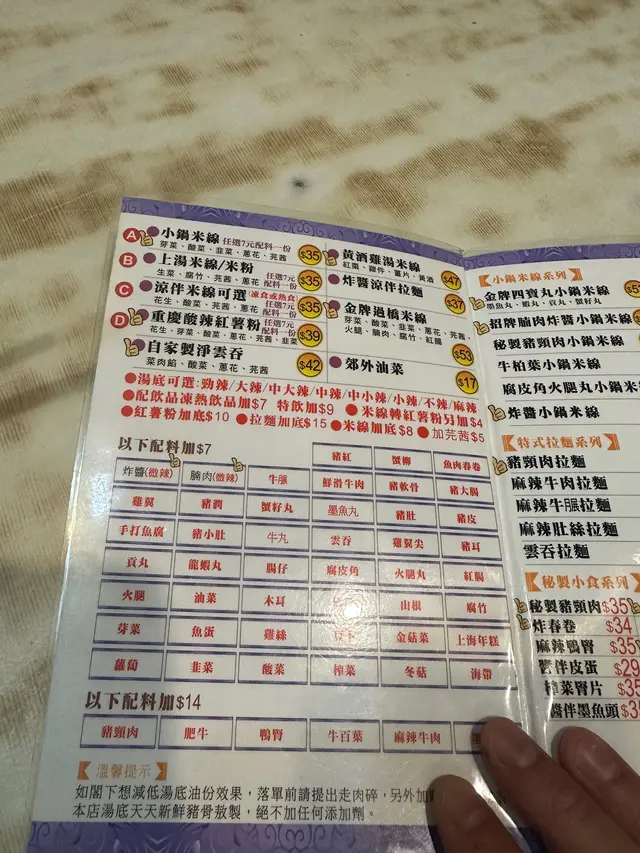 A 小鍋米線 任選7元配料一份 $35
芽菜、酸菜、韭菜、蔥花、芫茜
B 上湯米線/米粉 任選7元配料一份 $35
生菜、腐竹、芫茜、蔥花
C 涼伴米線可選 (凍食或熱食) $35
花生、酸菜、芫茜、蔥花 任選7元配料一份
D 重慶酸辣紅薯粉 任選7元配料一份 $39
花生、芽菜、酸菜、蔥花、芫茜、韭菜
自家製淨雲吞 $42
菜肉餡、酸菜、蔥花、芫茜
黃酒雞湯米線 $47
紅棗、雞件、薑片、黃酒
炸醬涼拌拉麵 $37
金牌過橋米線 $53
芽菜、酸菜、韭菜、蔥花、芫茜、
火腿、腩肉、腐竹、紅腸
郊外油菜 $17
湯底可選:勁辣/大辣/中大辣/中辣/中小辣/小辣/不辣/麻辣
配飲品凍熱飲品加$7 特飲加$9 米線轉紅薯粉另加$4
紅薯粉加底$10 拉麵加底$15 米線加底$8 加芫茜$5
以下配料加$7
豬紅 蟹柳 魚肉春卷
炸醬(微辣) 腩肉(微辣) 牛𦟌 鮮滑牛肉 豬軟骨 豬大腸
雞翼 豬潤 蟹籽丸 墨魚丸 豬肚 豬皮
手打魚腐 豬小肚 牛丸 雲吞 雞翼尖 豬耳
貢丸 龍蝦丸 腸仔 腐皮角 火腿丸 紅腸
火腿 油菜 木耳 山根 腐竹
芽菜 魚蛋 雞絲 金菇菜 上海年糕
蘿蔔 韭菜 酸菜 榨菜 冬菇 海帶
以下配料加$14
豬頸肉 肥牛 鴨腎 牛百葉 麻辣牛肉
溫馨提示
如閣下想減低湯底油份效果,落單前請提出走肉碎,另外加
本店湯底天天新鮮豬骨熬製,絕不加任何添加劑。
小鍋米線系列
金牌四寶丸小鍋米線
墨魚丸、蝦丸、貢丸、蟹籽丸
招牌腩肉炸醬小鍋米線
秘製豬頸肉小鍋米線
牛柏葉小鍋米線
腐皮角火腿丸小鍋米線
炸醬小鍋米線
特式拉麵系列
豬頸肉拉麵
麻辣牛肉拉麵
麻辣牛𦟌拉麵
麻辣肚絲拉麵
雲吞拉麵
秘製小食系列
秘製豬頸肉 $35
炸春卷 $34
麻辣鴨腎 $35
醬伴皮蛋 $29
榨菜腎片 $35
醬伴墨魚頭